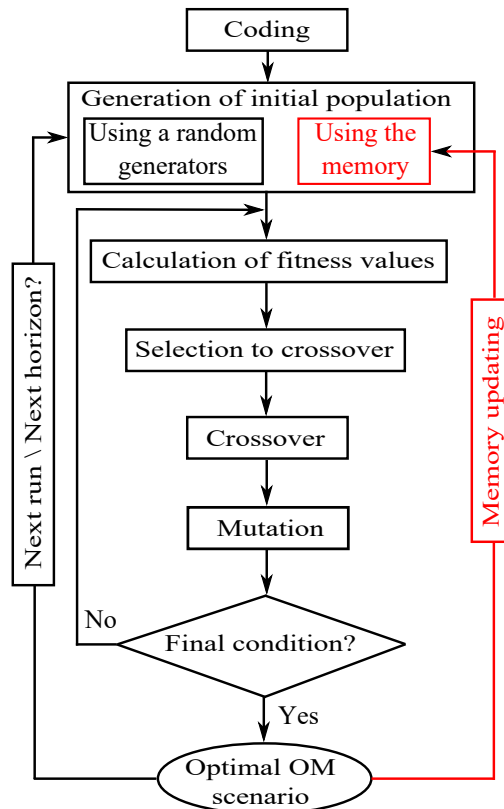 Coding
Generation of initial population
Using a random
generators
Using the
memory
Calculation of fitness values
Selection to crossover
Crossover
Mutation
Final condition?
No
Yes
Optimal OM
scenario
Next run \ Next horizon?
Memory updating